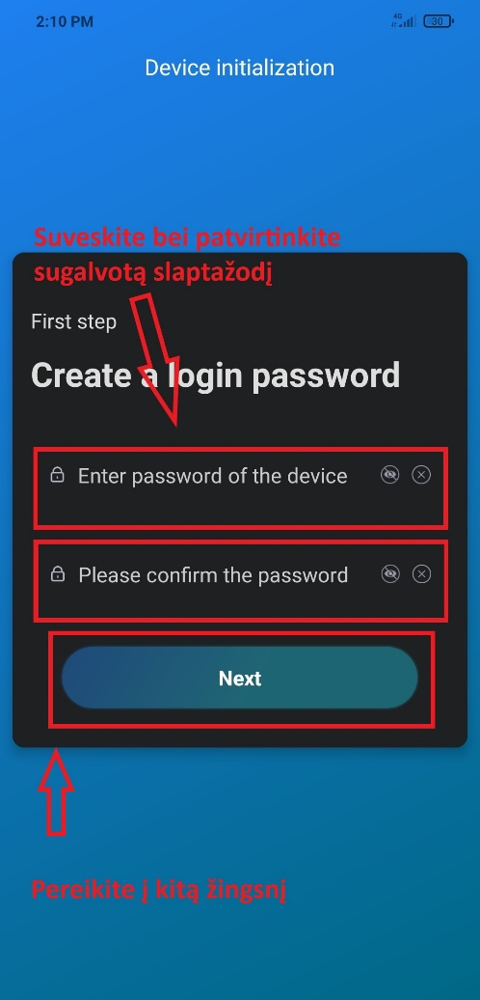 2:10 PM
4G
30
Device initialization
Suveskite bei patvirtinkite
sugalvotą slaptažodį
First step
Create a login password
Enter password of the device
Please confirm the password
Next
Pereikite į kitą žingsnį